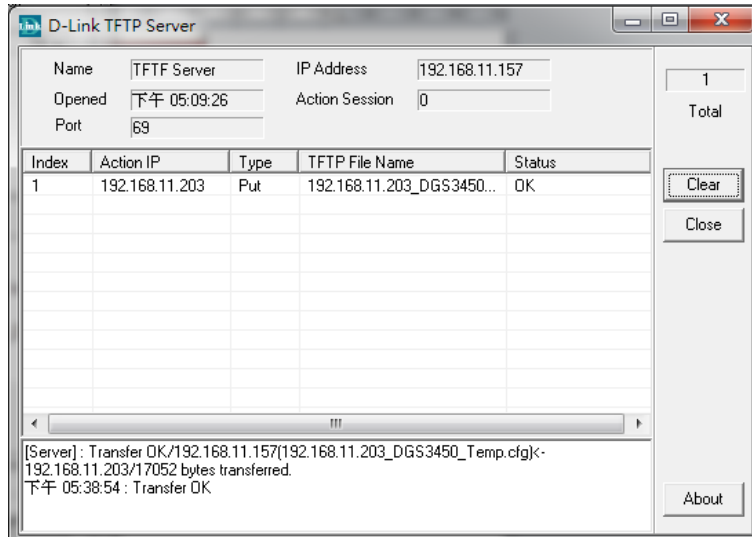 D-Link TFTP Server
Name TFTF Server IP Address 192.168.11.157
Opened 下午 05:09:26 Action Session 0
Port 69
1
Total
Index Action IP Type TFTP File Name Status
1 192.168.11.203 Put 192.168.11.203_DGS3450... OK
Clear
Close
[Server] : Transfer OK/192.168.11.157(192.168.11.203_DGS3450_Temp.cfg)<-
192.168.11.203/17052 bytes transferred.
下午 05:38:54 : Transfer OK
About